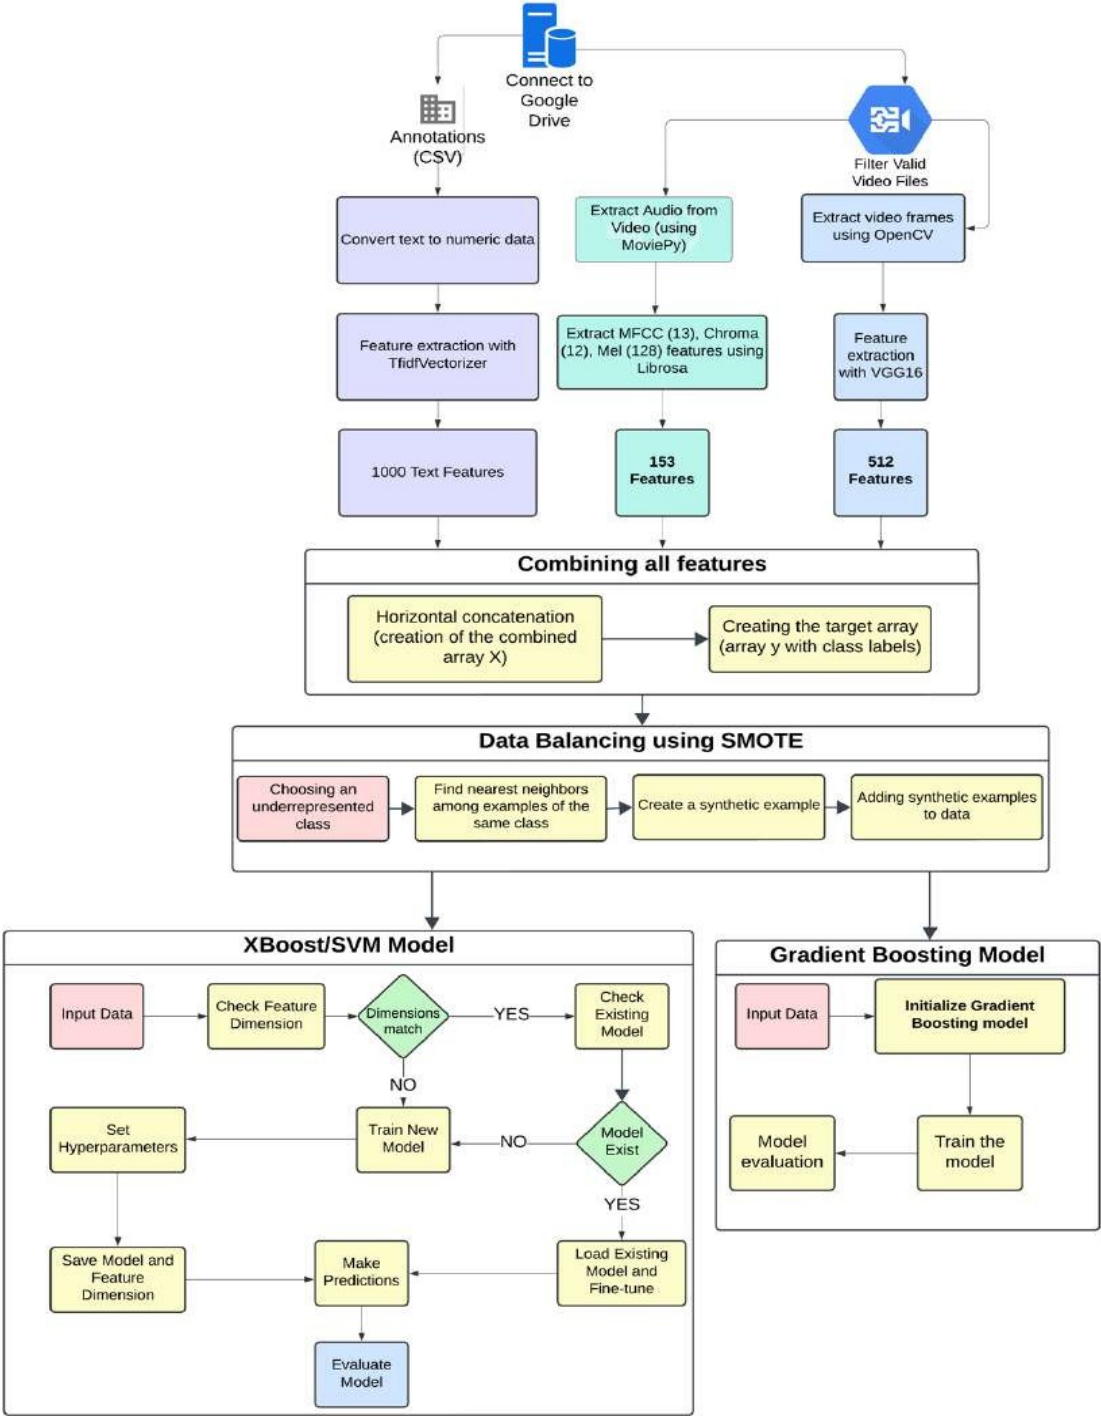 Connect to
Google
Drive
Annotations
(CSV)
Filter Valid
Video Files
Convert text to numeric data
Extract Audio from
Video (using
MoviePy)
Extract video frames
using OpenCV
Feature extraction with
TfidfVectorizer
Extract MFCC (13), Chroma
(12), Mel (128) features using
Librosa
Feature
extraction
with VGG16
1000 Text Features
153
Features
512
Features
Combining all features
Horizontal concatenation
(creation of the combined
array X)
Creating the target array
(array y with class labels)
Data Balancing using SMOTE
Choosing an
underrepresented
class
Find nearest neighbors
among examples of the
same class
Create a synthetic example
Adding synthetic examples
to data
XBoost/SVM Model
Input Data
Check Feature
Dimension
Dimensions
match
YES
Check
Existing
Model
NO
Set
Hyperparameters
Train New
Model
NO
Model
Exist
YES
Save Model and
Feature
Dimension
Make
Predictions
Load Existing
Model and
Fine-tune
Evaluate
Model
Gradient Boosting Model
Input Data
Initialize Gradient
Boosting model
Model
evaluation
Train the
model